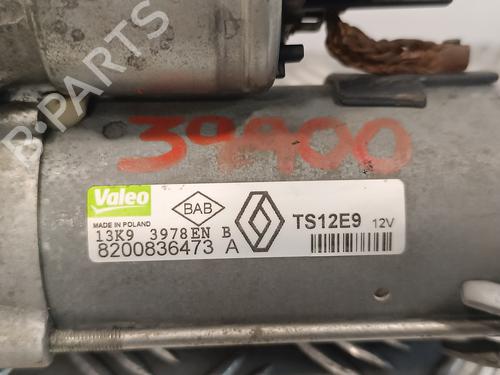 39900
Valeo
MADE IN POLAND
BAB
TS12E9 12V
13K9 3978EN B
8200836473 A
B-PARTS